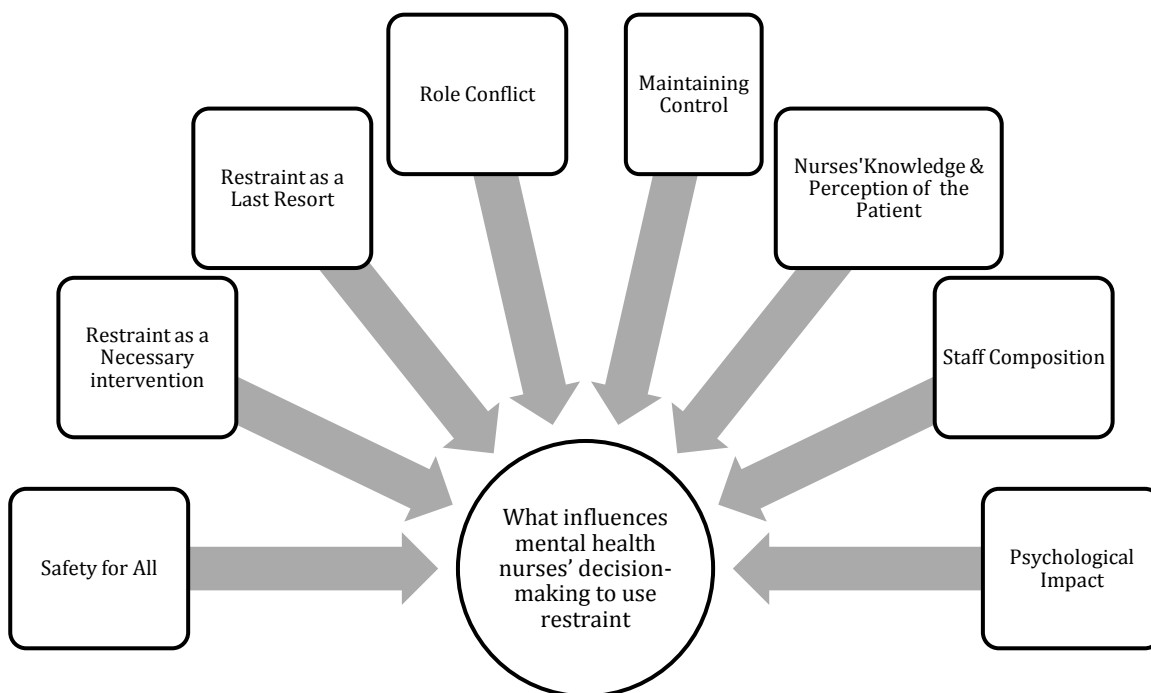 Role Conflict
Maintaining
Control
Restraint as a
Last Resort
Nurses'Knowledge &
Perception of the
Patient
Restraint as a
Necessary
intervention
Staff Composition
Safety for All
What influences
mental health
nurses’ decision-
making to use
restraint
Psychological
Impact